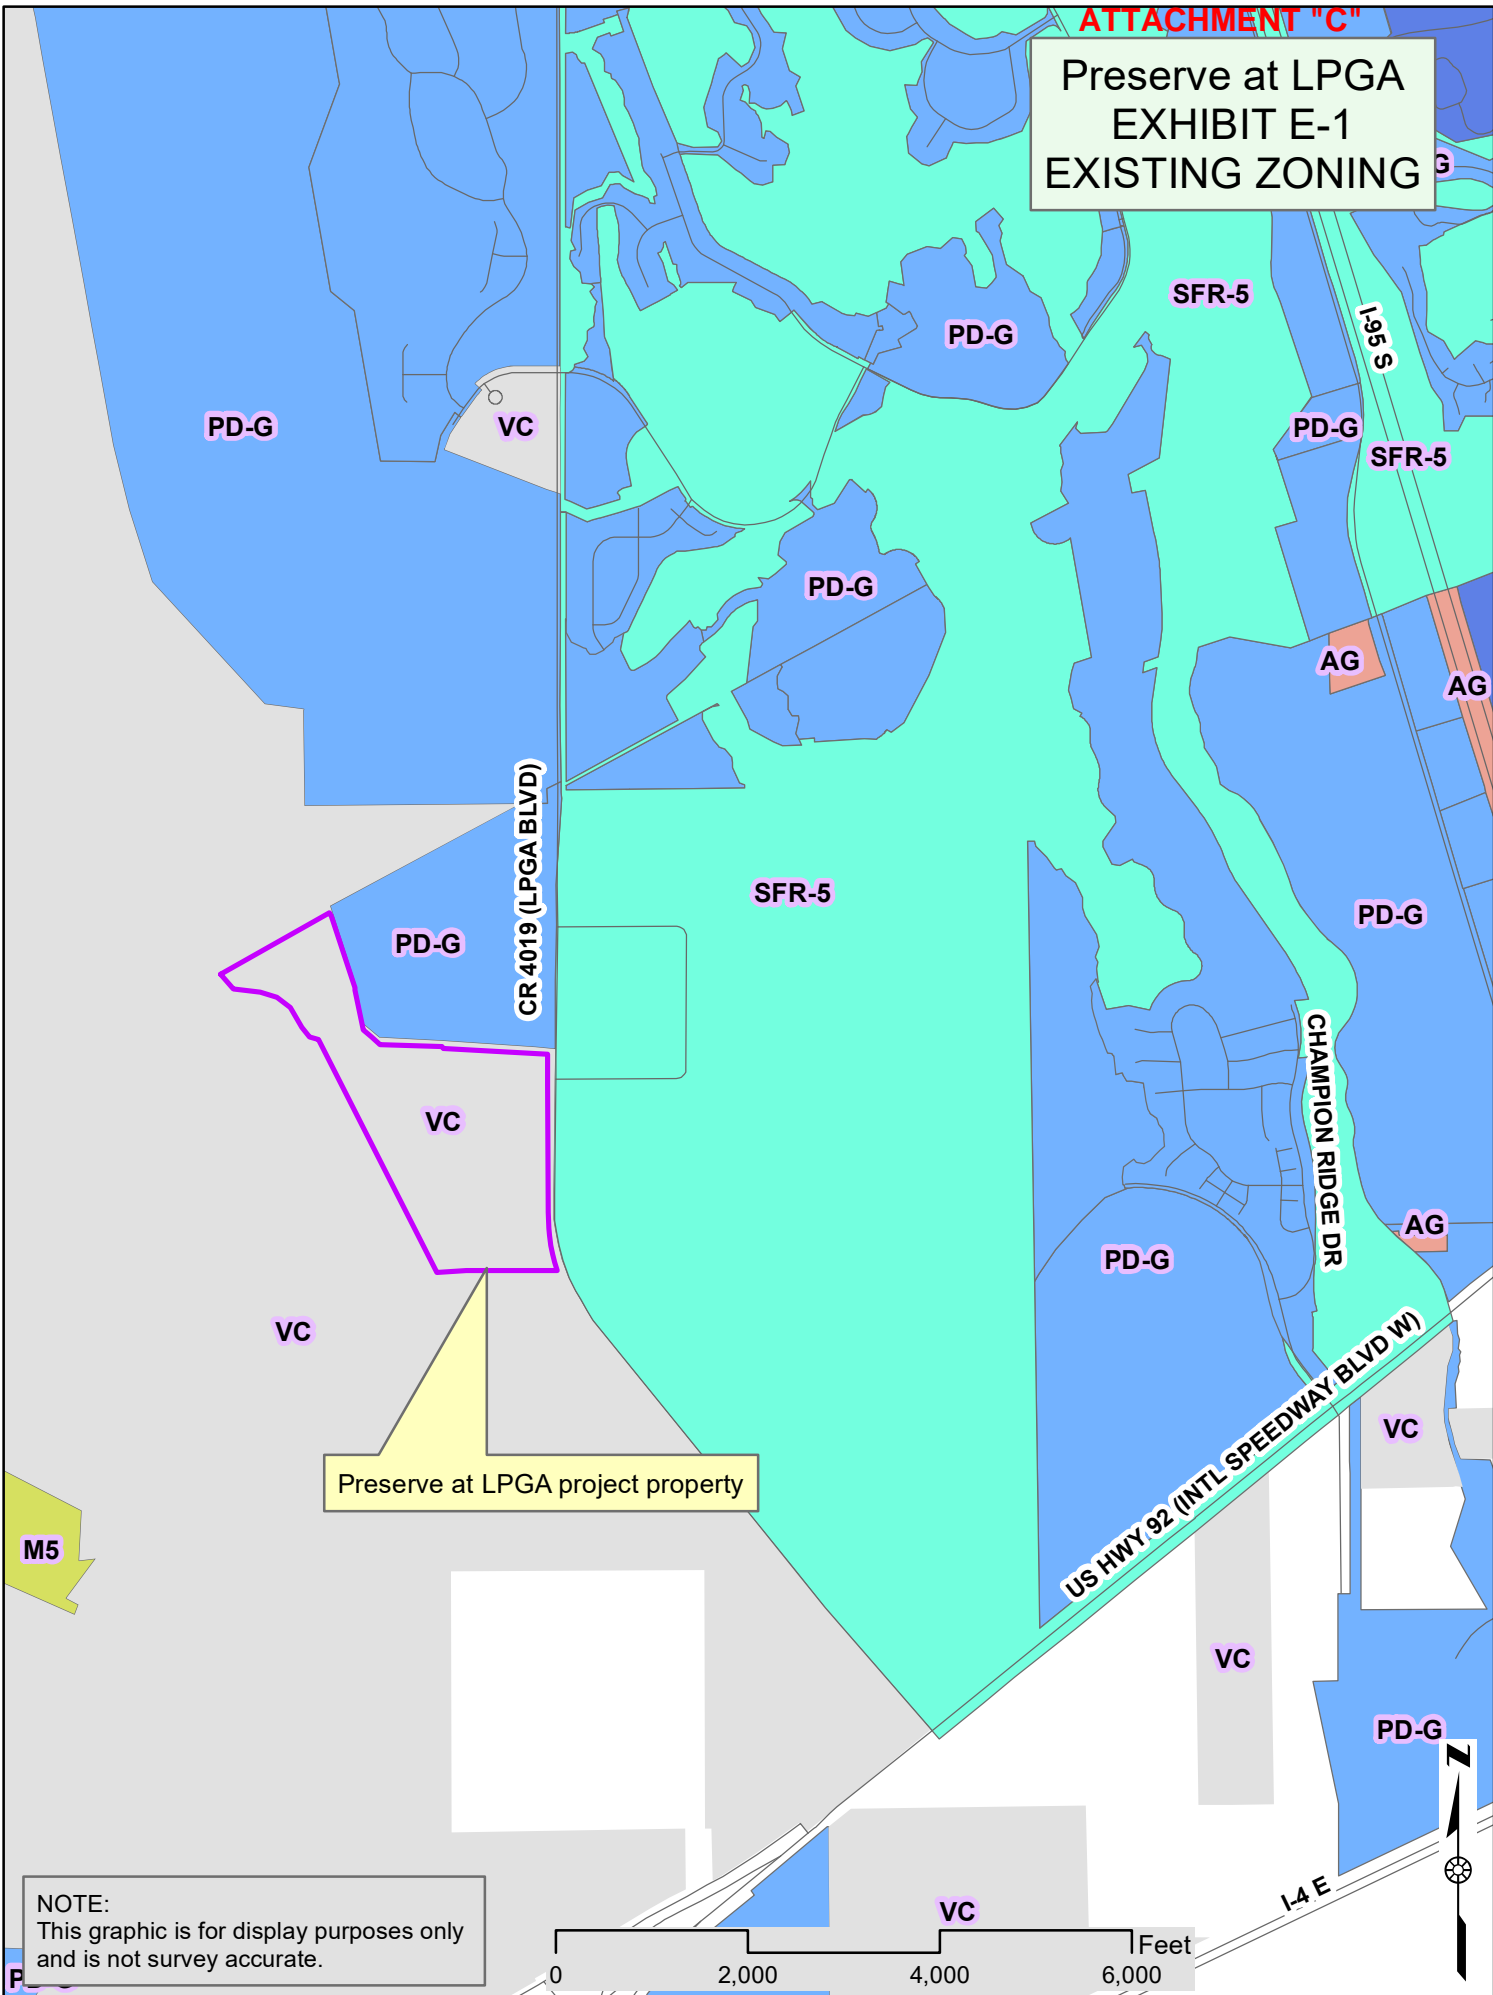 ATTACHMENT "C"
Preserve at LPGA
EXHIBIT E-1
EXISTING ZONING
G
SFR-5
I-95 S
PD-G
PD-G
VC
PD-G
SFR-5
PD-G
AG
AG
CR 4019 (LPGA BLVD)
SFR-5
PD-G
PD-G
VC
CHAMPION RIDGE DR
AG
PD-G
VC
US HWY 92 (INTL SPEEDWAY BLVD W)
VC
Preserve at LPGA project property
M5
VC
PD-G
N
I-4 E
VC
NOTE:
This graphic is for display purposes only
and is not survey accurate.
Feet
0 2,000 4,000 6,000